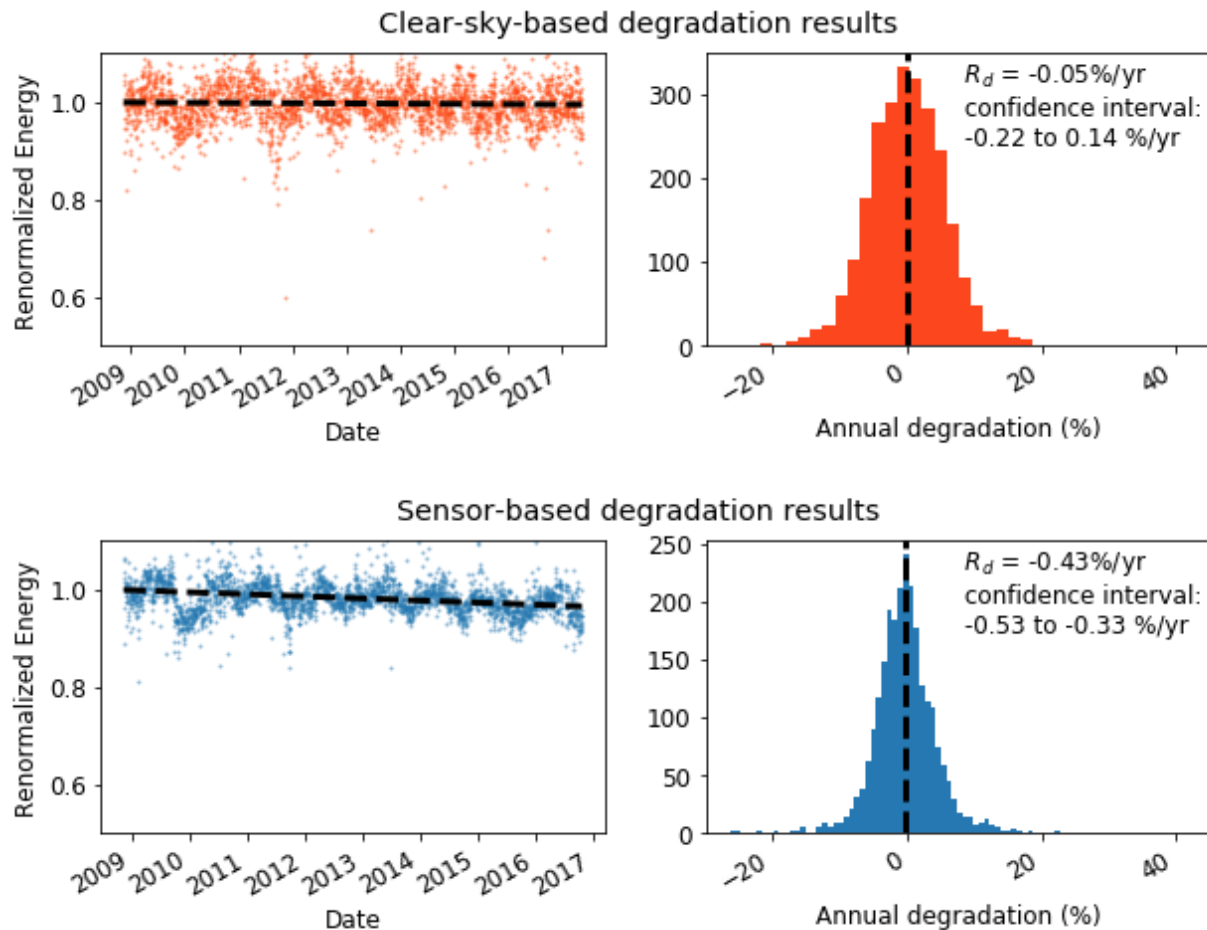 Clear-sky-based degradation results
Renormalized Energy
1.0
0.8
0.6
2009 2010 2011 2012 2013 2014 2015 2016 2017
Date
300
200
100
0
R_d = -0.05%/yr
confidence interval:
-0.22 to 0.14 %/yr
−20 0 20 40
Annual degradation (%)
Sensor-based degradation results
Renormalized Energy
1.0
0.8
0.6
2009 2010 2011 2012 2013 2014 2015 2016 2017
Date
250
200
150
100
50
0
R_d = -0.43%/yr
confidence interval:
-0.53 to -0.33 %/yr
−20 0 20 40
Annual degradation (%)